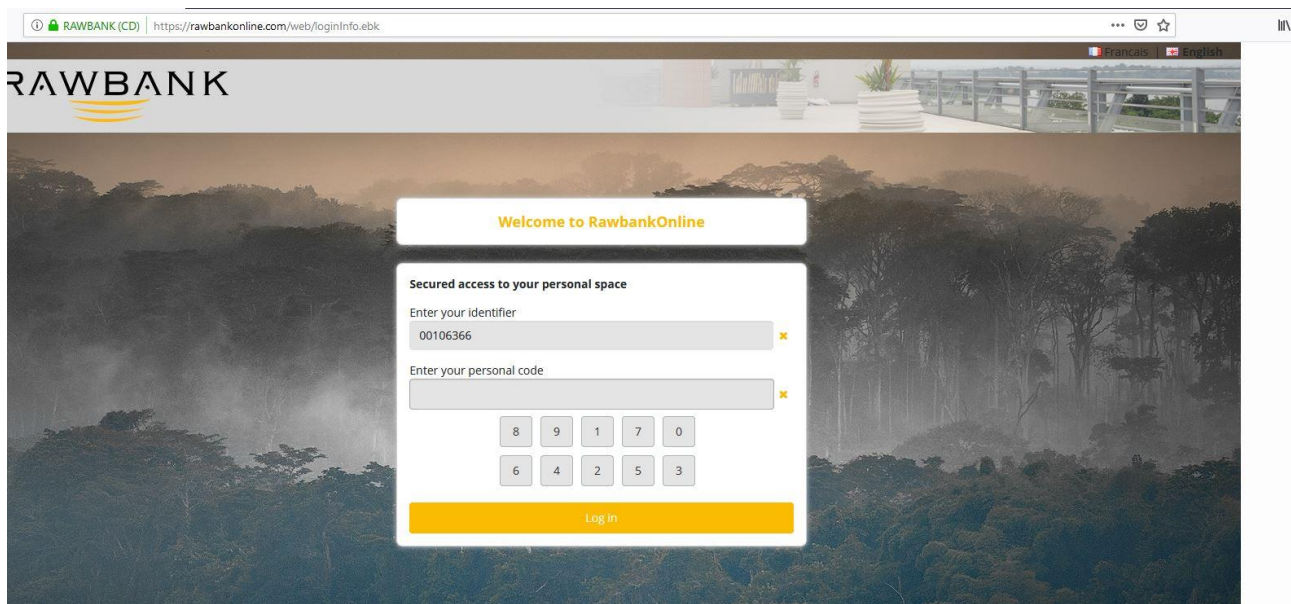 RAWBANK (CD) https://rawbankonline.com/web/loginInfo.ebk
Francais | English
RAWBANK
Welcome to RawbankOnline
Secured access to your personal space
Enter your identifier
00106366
Enter your personal code
8 9 1 7 0
6 4 2 5 3
Log in